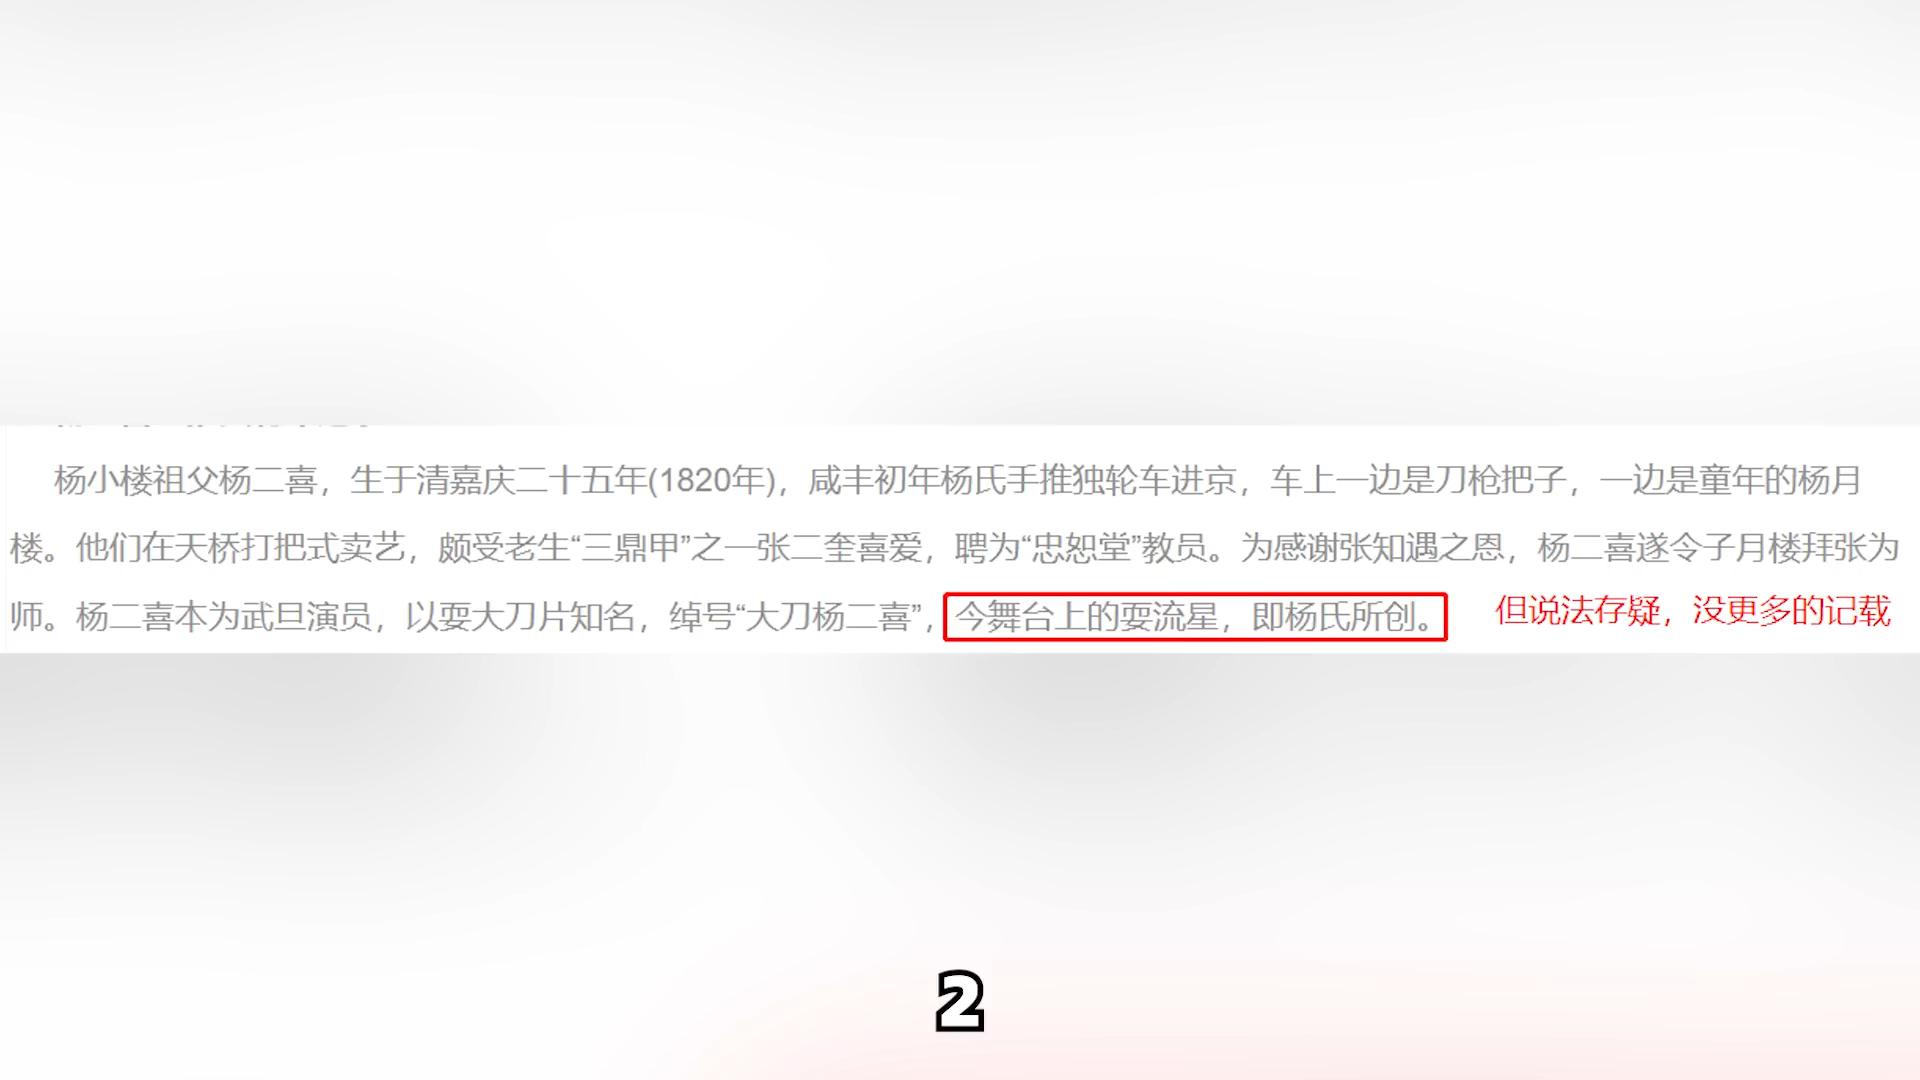 杨小楼祖父杨二喜，生于清嘉庆二十五年(1820年)，咸丰初年杨氏手推独轮车进京，车上一边是刀枪把子，一边是童年的杨月
楼。他们在天桥打把式卖艺，颇受老生“三鼎甲”之一张二奎喜爱，聘为“忠恕堂”教员。为感谢张知遇之恩，杨二喜遂令子月楼拜张为
师。杨二喜本为武旦演员，以耍大刀片知名，绰号“大刀杨二喜”，今舞台上的耍流星，即杨氏所创。 但说法存疑，没更多的记载
2